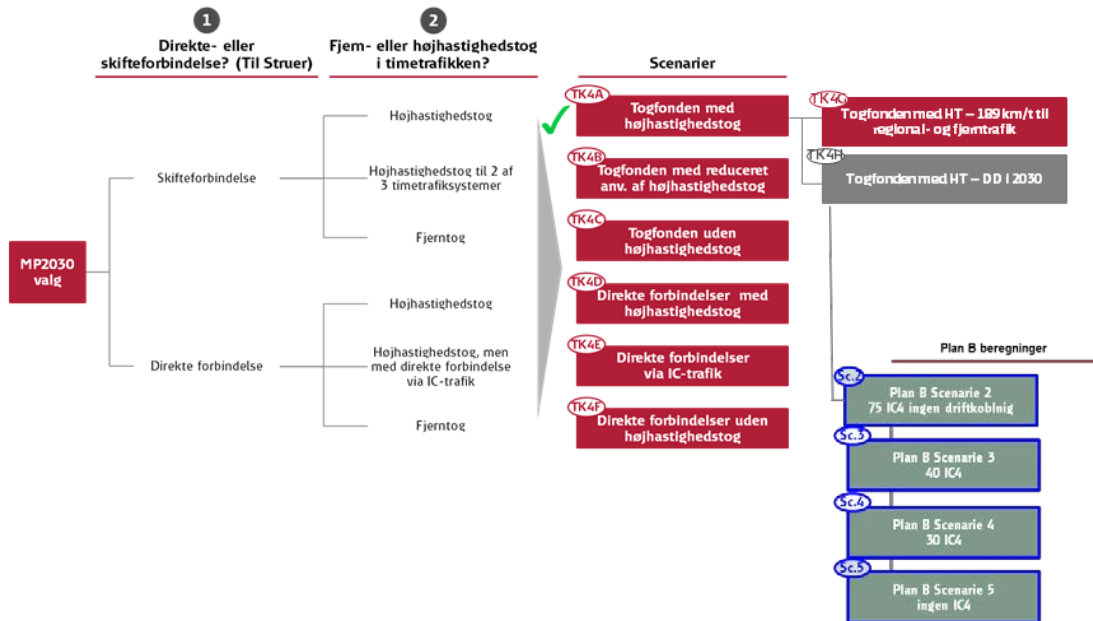 1
Direkte- eller
skifteforbindelse? (Til Struer)
2
Fjern- eller højhastighedstog
i timetrafikken?
Scenarier
MP2030
valg
Skifteforbindelse
Direkte forbindelse
Højhastighedstog
Højhastighedstog til 2 af
3 timetrafiksystemer
Fjerntog
Højhastighedstog
Højhastighedstog, men
med direkte forbindelse
via IC-trafik
Fjerntog
TK4A
Togfonden med
højhastighedstog
TK4B
Togfonden med reduceret
anv. af højhastighedstog
TK4C
Togfonden uden
højhastighedstog
TK4D
Direkte forbindelser med
højhastighedstog
TK4E
Direkte forbindelser
via IC-trafik
TK4F
Direkte forbindelser uden
højhastighedstog
TK4G
Togfonden med HT – 189 km/t til
regional- og fjerntrafik
TK4H
Togfonden med HT – DD i 2030
Plan B beregninger
Sc.2
Plan B Scenarie 2
75 IC4 ingen driftkoblnig
Sc.3
Plan B Scenarie 3
40 IC4
Sc.4
Plan B Scenarie 4
30 IC4
Sc.5
Plan B Scenarie 5
ingen IC4